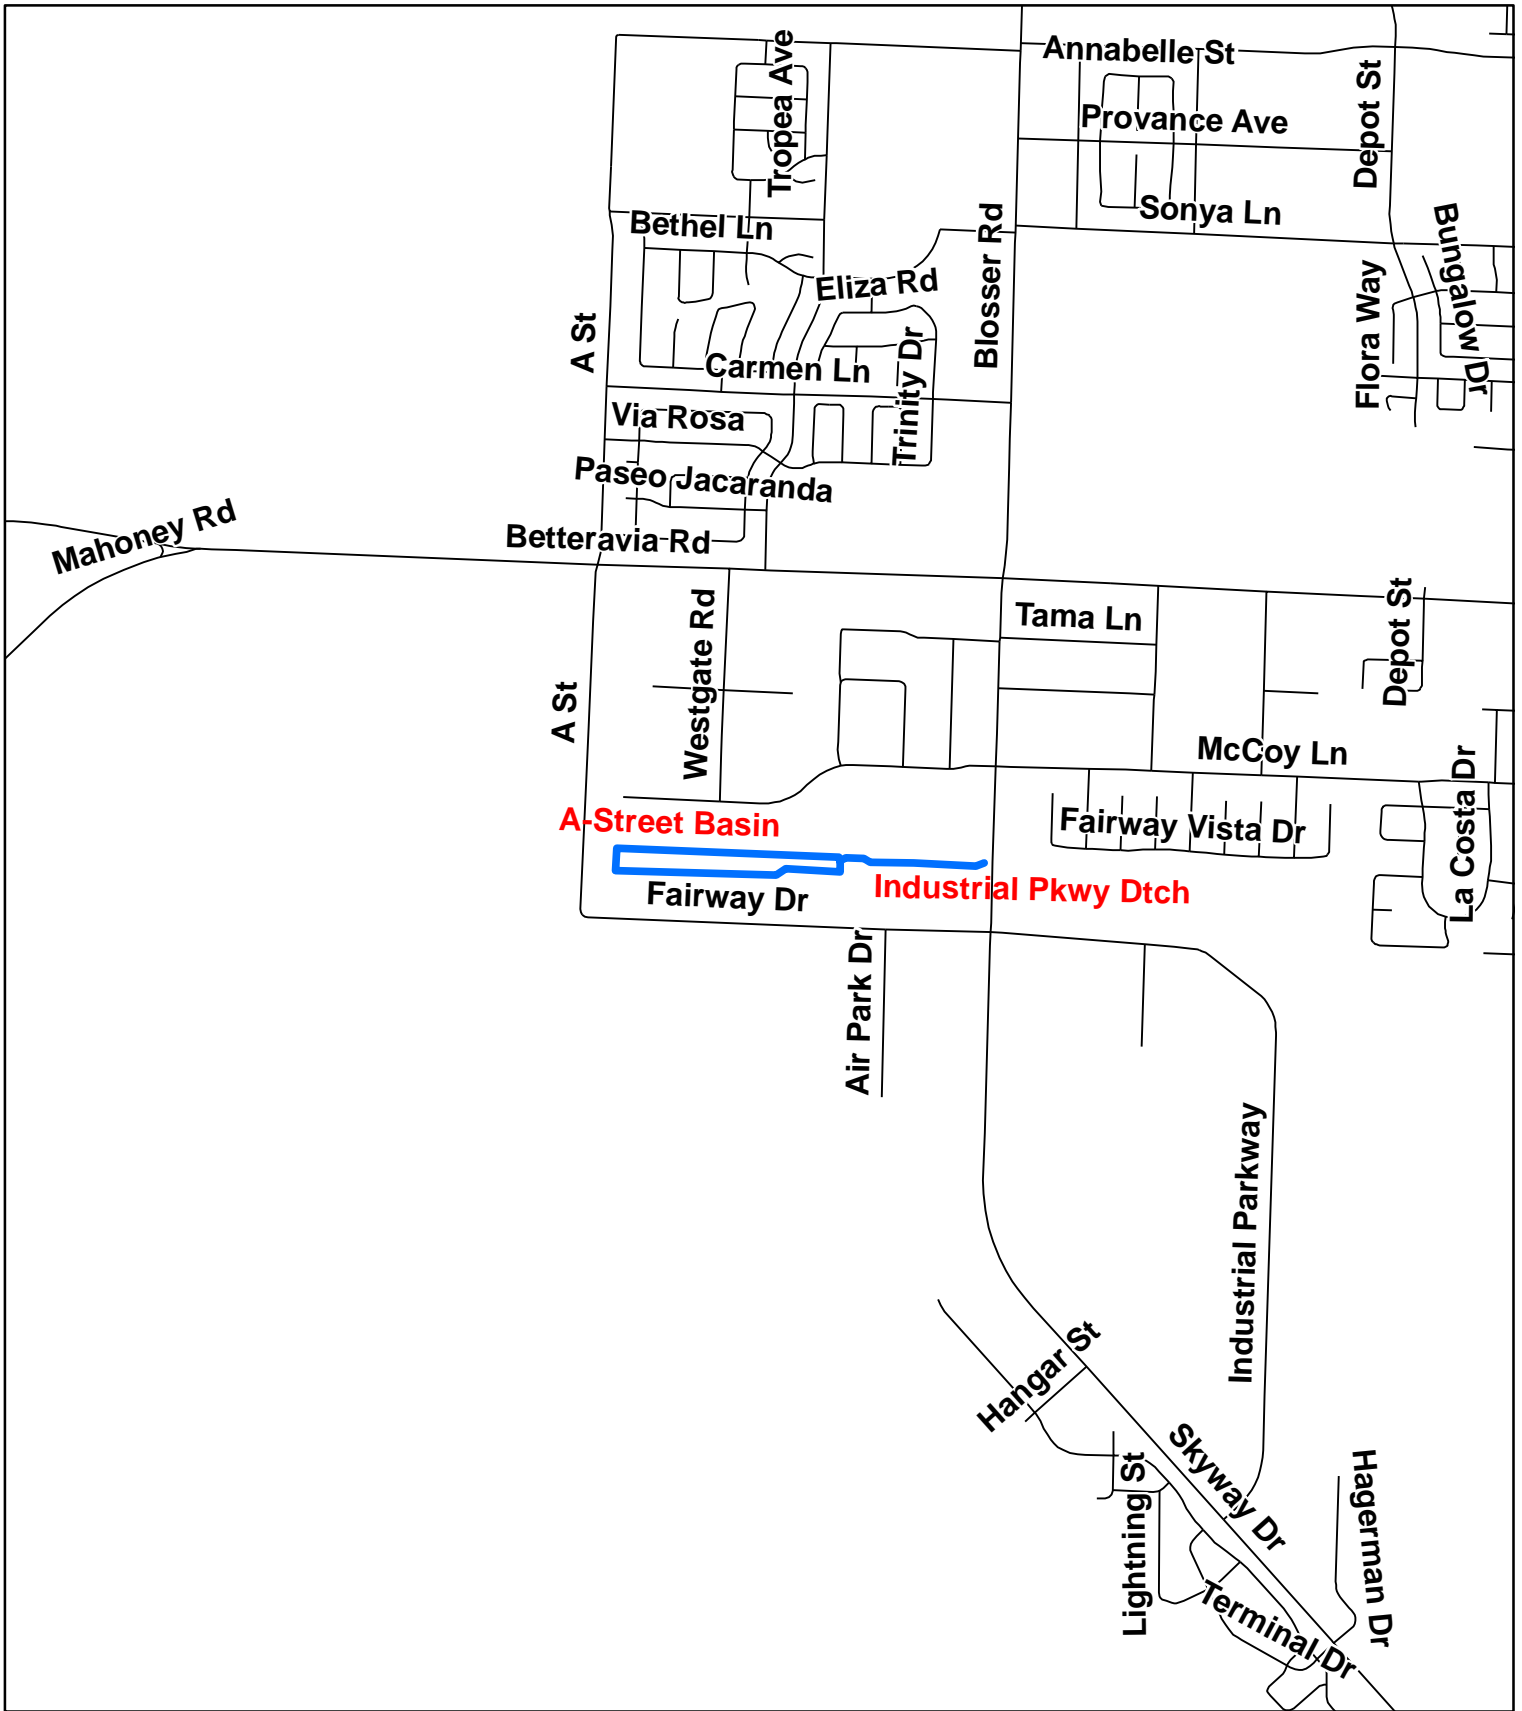 Tropea Ave
Annabelle St
Depot St
Provance Ave
Sonya Ln
Bethel Ln
Blosser Rd
Bungalow Dr
Eliza Rd
Flora Way
A St
Trinity Dr
Carmen Ln
Via Rosa
Paseo Jacaranda
Mahoney Rd
Betteravia Rd
Tama Ln
Depot St
Westgate Rd
A St
McCoy Ln
La Costa Dr
A-Street Basin
Fairway Vista Dr
Industrial Pkwy Dtch
Fairway Dr
Air Park Dr
Industrial Parkway
Hangar St
Skyway Dr
Lightning St
Hagerman Dr
Terminal Dr